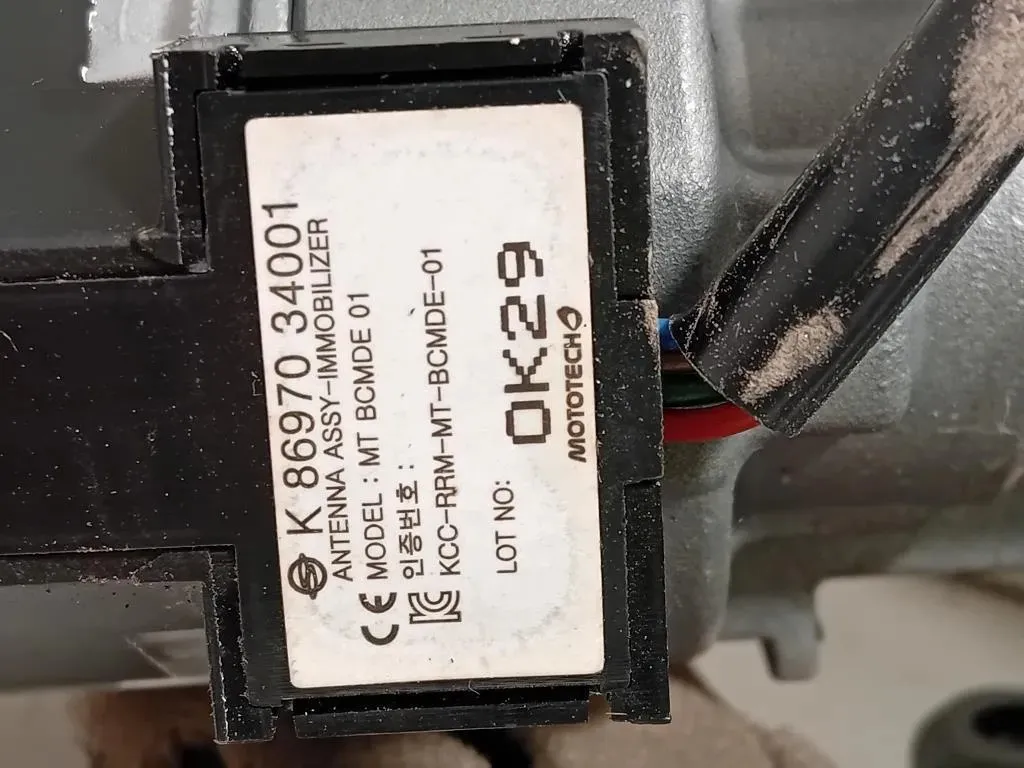 K 86970 34001
ANTENNA ASSY-IMMOBILIZER
CE MODEL : MT BCMDE 01
인증번호 :
KCC-RRM-MT-BCMDE-01
LOT NO: OK29
MOTOTECH